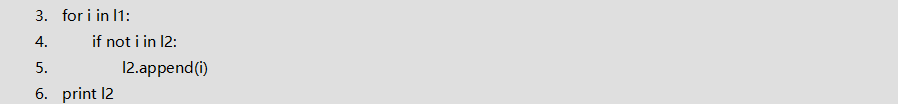 3. for i in l1:
4. if not i in l2:
5. l2.append(i)
6. print l2